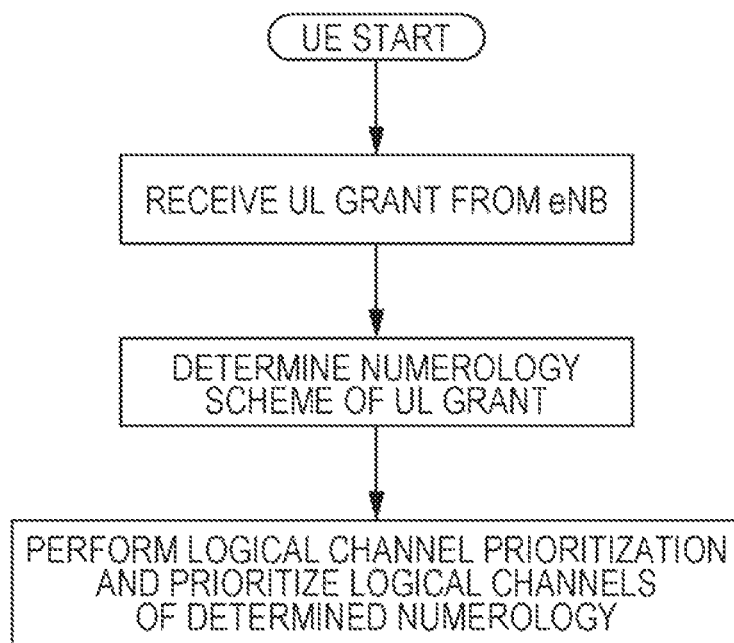 UE START
RECEIVE UL GRANT FROM eNB
DETERMINE NUMEROLOGY
SCHEME OF UL GRANT
PERFORM LOGICAL CHANNEL PRIORITIZATION
AND PRIORITIZE LOGICAL CHANNELS
OF DETERMINED NUMEROLOGY